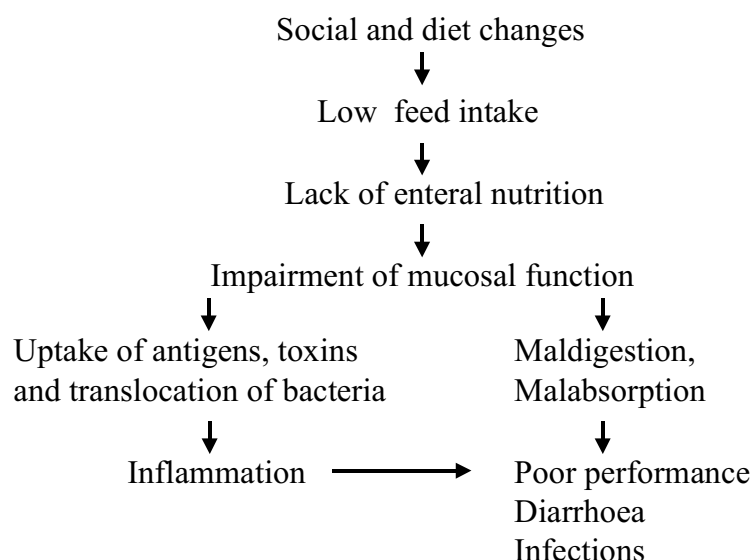 Social and diet changes
Low feed intake
Lack of enteral nutrition
Impairment of mucosal function
Uptake of antigens, toxins
and translocation of bacteria
Maldigestion,
Malabsorption
Inflammation
Poor performance
Diarrhoea
Infections